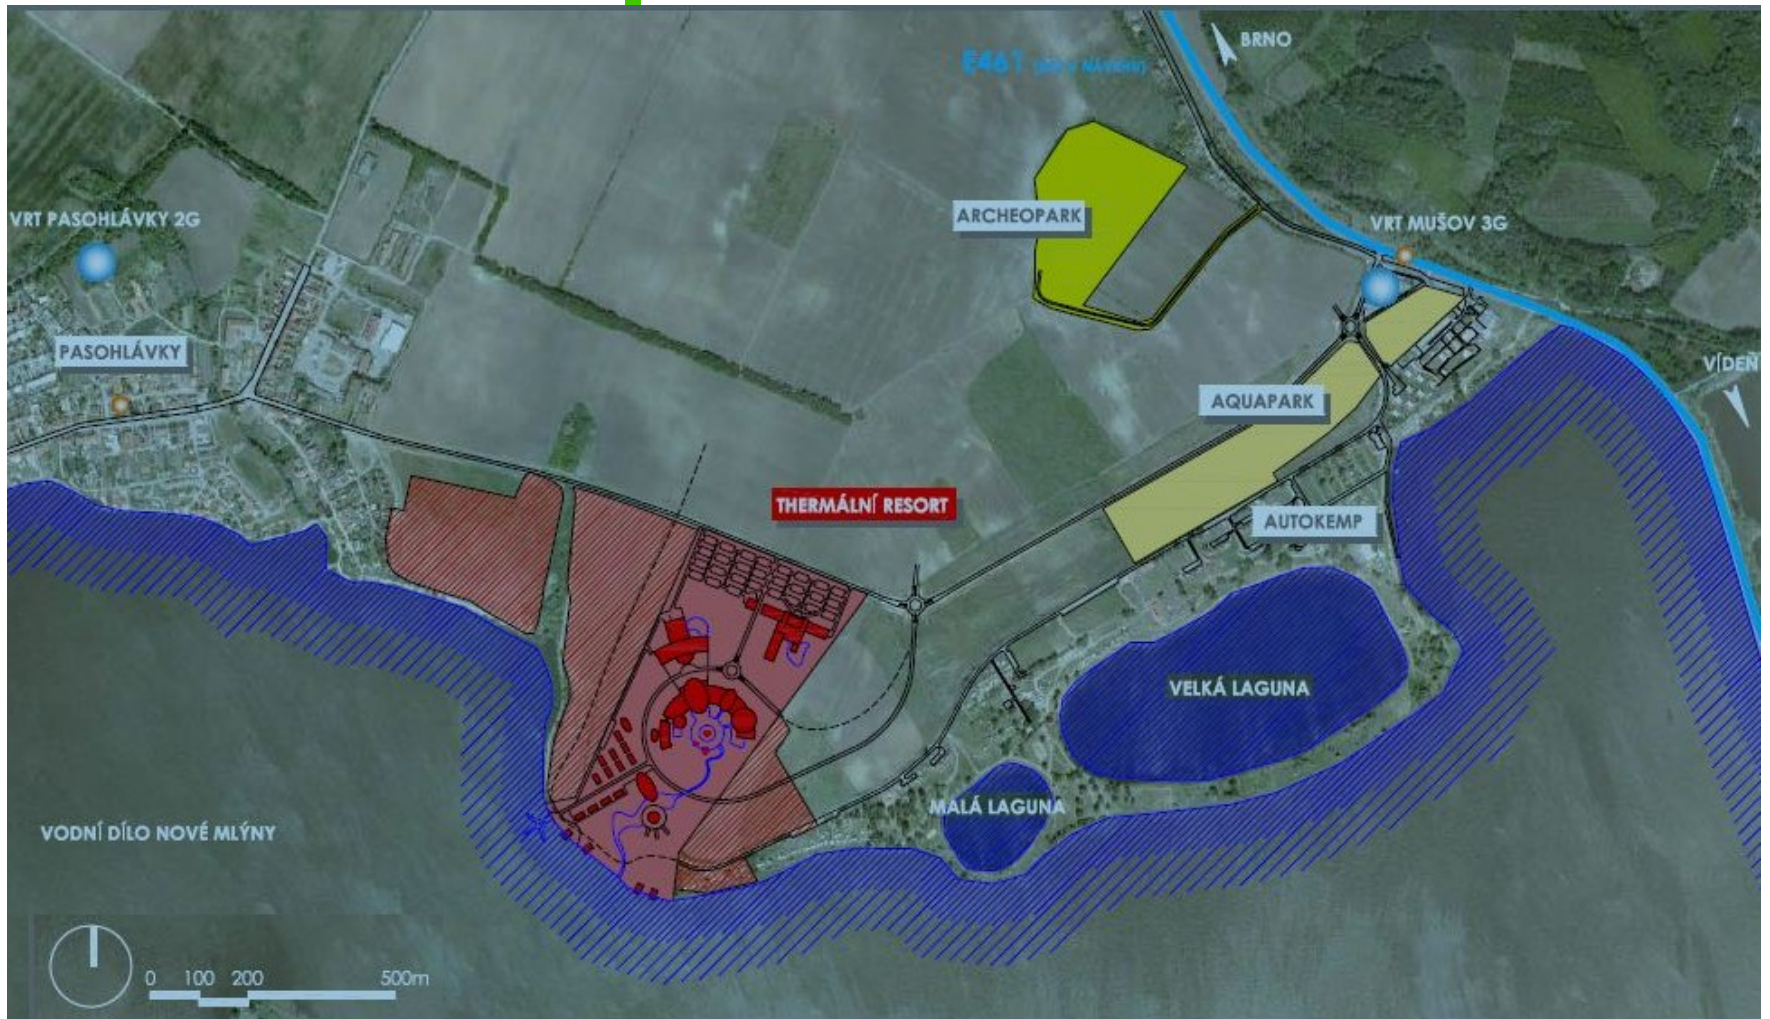 BRNO
E461
VRT PASOHLÁVKY 2G
ARCHEOPARK
VRT MUŠOV 3G
PASOHLÁVKY
VÍDEŇ
AQUAPARK
THERMÁLNÍ RESORT
AUTOKEMP
VELKÁ LAGUNA
MALÁ LAGUNA
VODNÍ DÍLO NOVÉ MLÝNY
0 100 200 500m